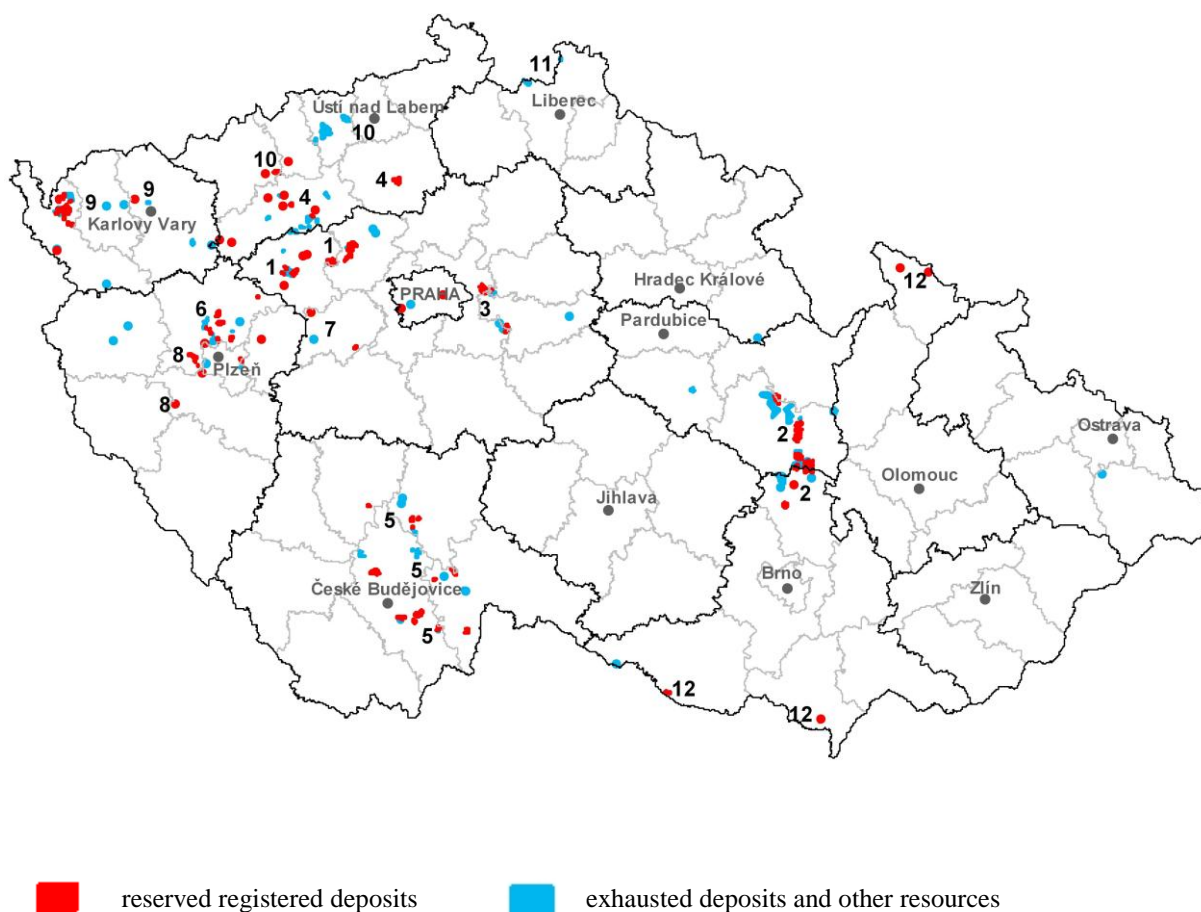 11
Liberec
Ústí nad Labem
10
10
4
4
9
9
Karlovy Vary
1
1
12
Hradec Králové
PRAHA
3
6
7
Pardubice
8
Plzeň
8
2
Ostrava
Olomouc
2
Jihlava
5
5
Brno
České Budějovice
Zlín
5
12
12
reserved registered deposits
exhausted deposits and other resources